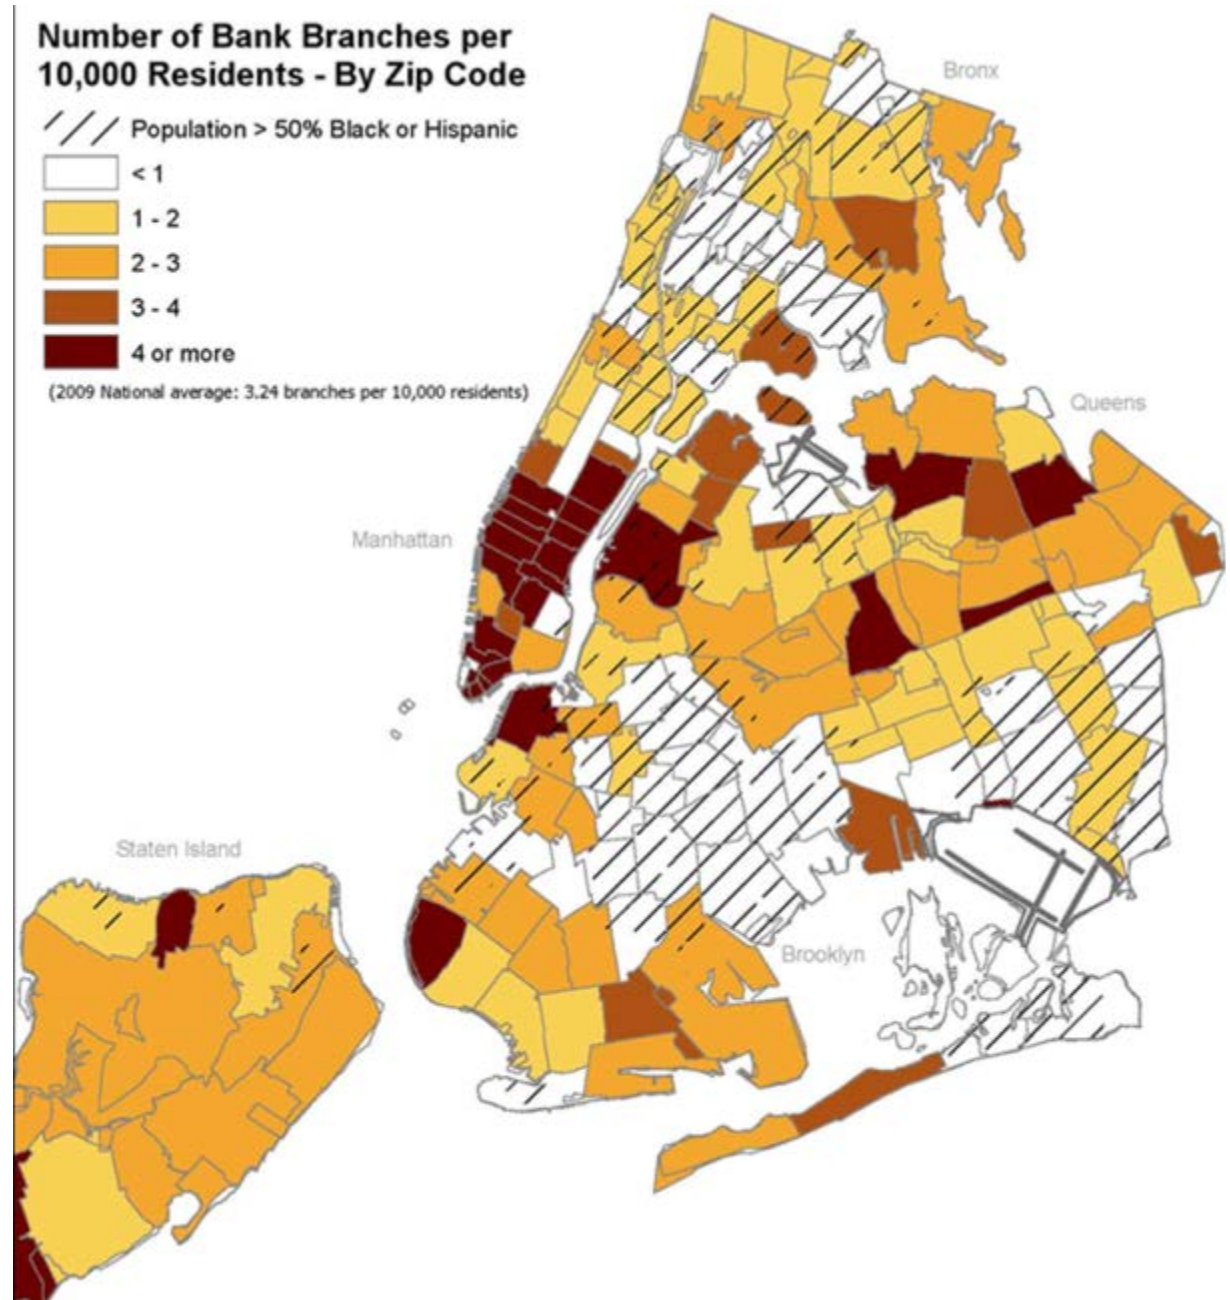 Number of Bank Branches per
10,000 Residents - By Zip Code
Population > 50% Black or Hispanic
< 1
1 - 2
2 - 3
3 - 4
4 or more
(2009 National average: 3.24 branches per 10,000 residents)
Bronx
Queens
Manhattan
Staten Island
Brooklyn